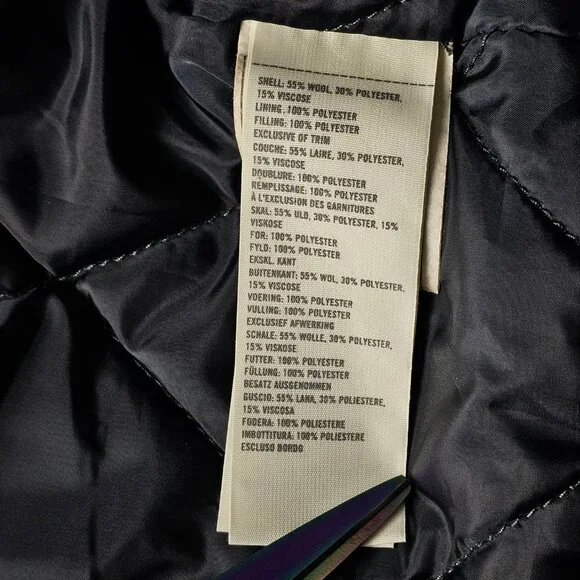 SHELL: 55% WOOL, 30% POLYESTER,
15% VISCOSE
LINING, 100% POLYESTER
FILLING: 100% POLYESTER
EXCLUSIVE OF TRIM
COUCHE: 55% LAINE, 30% POLYESTER,
15% VISCOSE
DOUBLURE: 100% POLYESTER
REMPLISSAGE: 100% POLYESTER
À L'EXCLUSION DES GARNITURES
SKAL: 55% ULD, 30% POLYESTER, 15%
VISKOSE
FOR: 100% POLYESTER
FYLD: 100% POLYESTER
EKSKL. KANT
BUITENKANT: 55% WOL, 30% POLYESTER,
15% VISCOSE
VOERING: 100% POLYESTER
VULLING: 100% POLYESTER
EXCLUSIEF AFWERKING
SCHALE: 55% WOLLE, 30% POLYESTER,
15% VISKOSE
FUTTER: 100% POLYESTER
FÜLLUNG: 100% POLYESTER
BESATZ AUSGENOMMEN
GUSCIO: 55% LANA, 30% POLIESTERE,
15% VISCOSA
FODERA: 100% POLIESTERE
IMBOTTITURA: 100% POLIESTERE
ESCLUSO BORDO